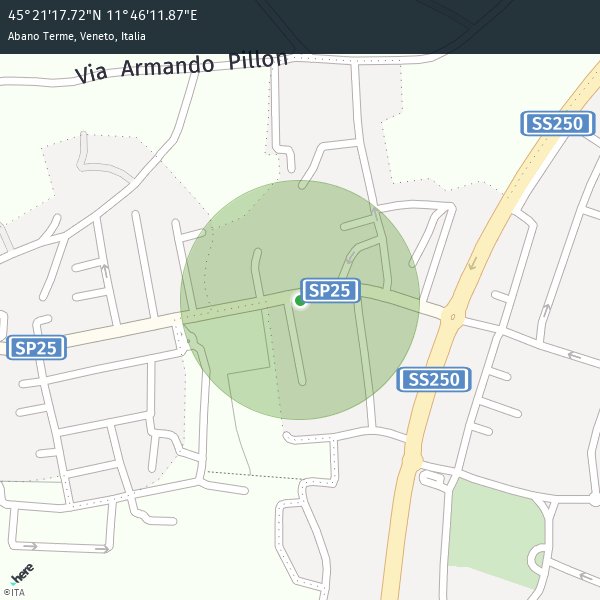 45°21'17.72"N 11°46'11.87"E
Abano Terme, Veneto, Italia
Via Armando Pillon
SS250
SP25
SP25
SS250
here
©ITA